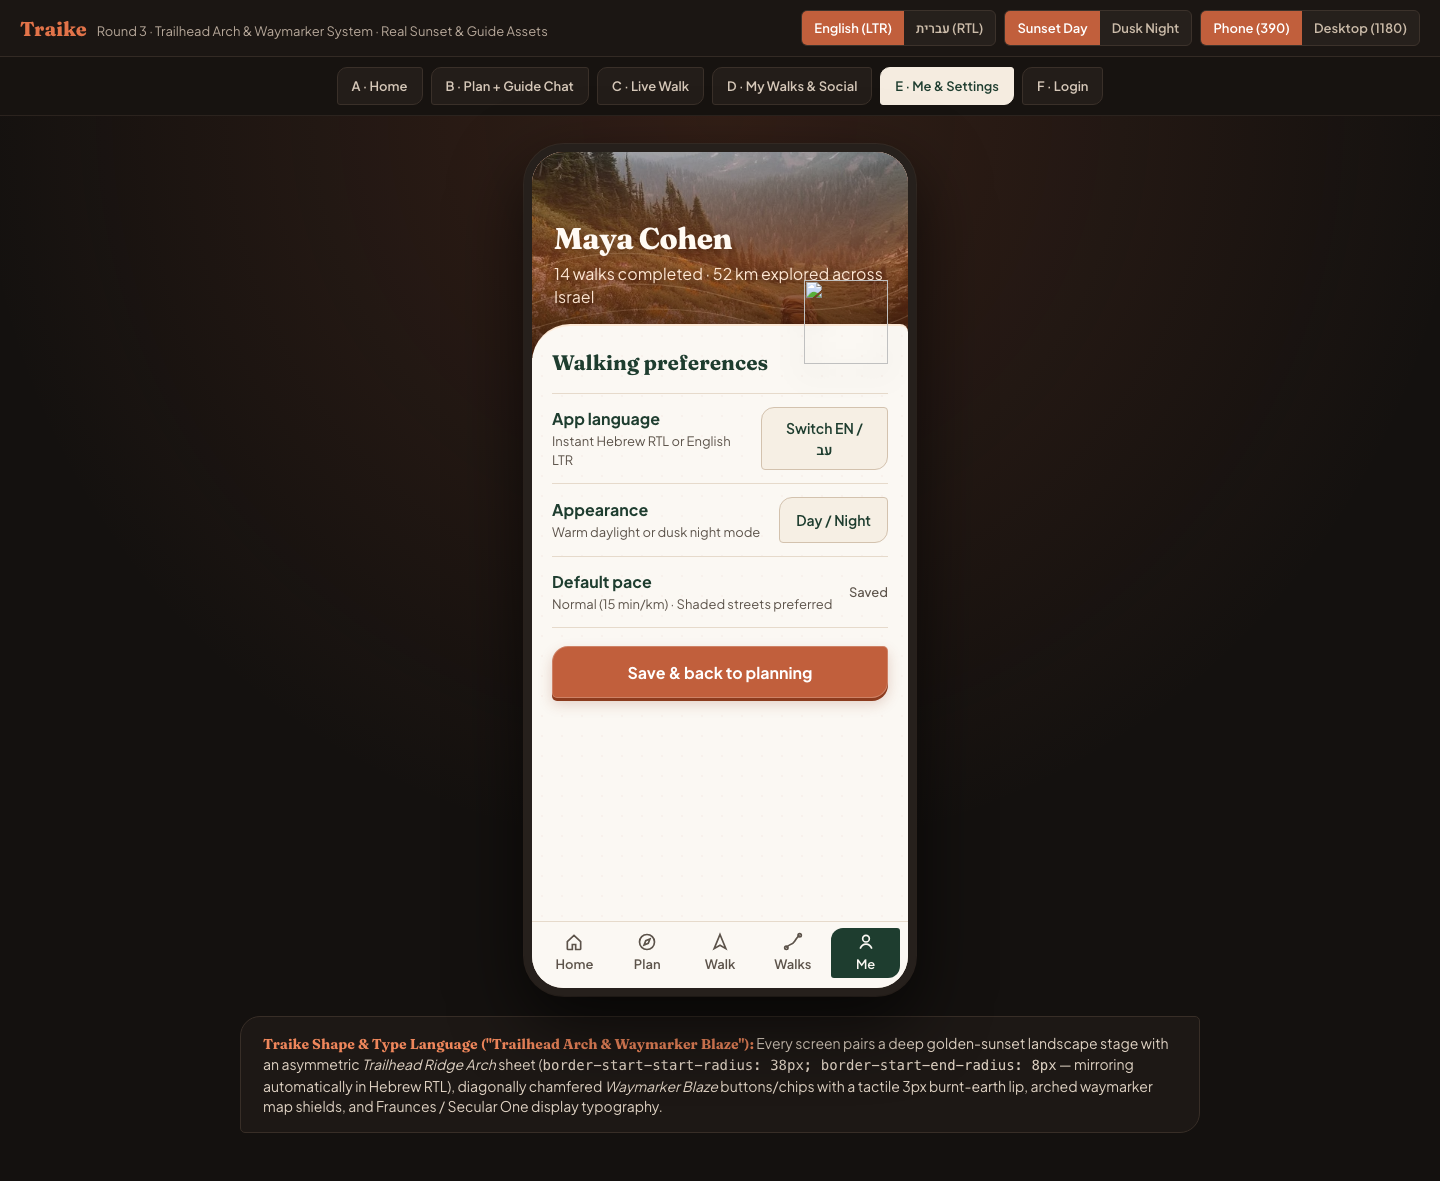 Traike Round 3 · Trailhead Arch & Waymarker System · Real Sunset & Guide Assets
English (LTR) עברית (RTL) Sunset Day Dusk Night Phone (390) Desktop (1180)
A · Home B · Plan + Guide Chat C · Live Walk D · My Walks & Social E · Me & Settings F · Login
Maya Cohen
14 walks completed · 52 km explored across
Israel
Walking preferences
App language
Instant Hebrew RTL or English
LTR
Switch EN /
עב
Appearance
Warm daylight or dusk night mode
Day / Night
Default pace
Normal (15 min/km) · Shaded streets preferred
Saved
Save & back to planning
Home Plan Walk Walks Me
Traike Shape & Type Language ("Trailhead Arch & Waymarker Blaze"): Every screen pairs a deep golden-sunset landscape stage with
an asymmetric Trailhead Ridge Arch sheet (border-start-start-radius: 38px; border-start-end-radius: 8px — mirroring
automatically in Hebrew RTL), diagonally chamfered Waymarker Blaze buttons/chips with a tactile 3px burnt-earth lip, arched waymarker
map shields, and Fraunces / Secular One display typography.